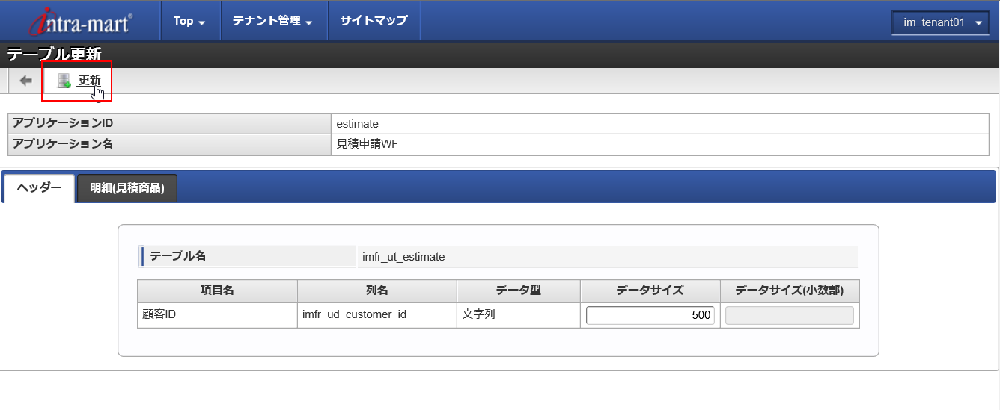 intra-mart® Top テナント管理 サイトマップ im_tenant01
テーブル更新
更新
アプリケーションID estimate
アプリケーション名 見積申請WF
ヘッダー 明細(見積商品)
テーブル名 imfr_ut_estimate
項目名 列名 データ型 データサイズ データサイズ(小数部)
顧客ID imfr_ud_customer_id 文字列 500